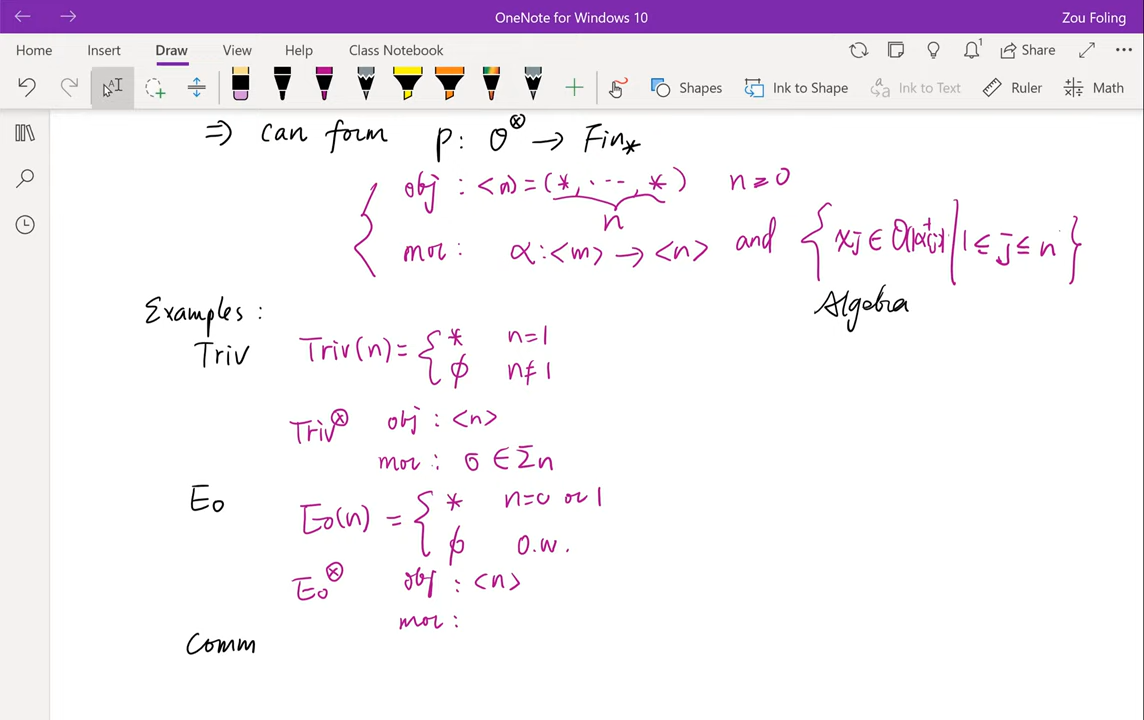 OneNote for Windows 10
Zou Foling
Home Insert Draw View Help Class Notebook
1 Share
Shapes Ink to Shape Ink to Text Ruler Math
⇒ Can form p: O^⊗ → Fin_*
obj : <n> = (*, ..., *) n ≥ 0
n
mor : α: <m> → <n> and { x_j ∈ O(|α⁻¹(j)|) | 1 ≤ j ≤ n }
Examples : Algebra
Triv Triv(n) = { * n=1
φ n≠1
Triv^⊗ obj : <n>
mor : σ ∈ Σn
E₀ E₀(n) = { * n=0 or 1
φ o.w.
E₀^⊗ obj : <n>
mor :
Comm